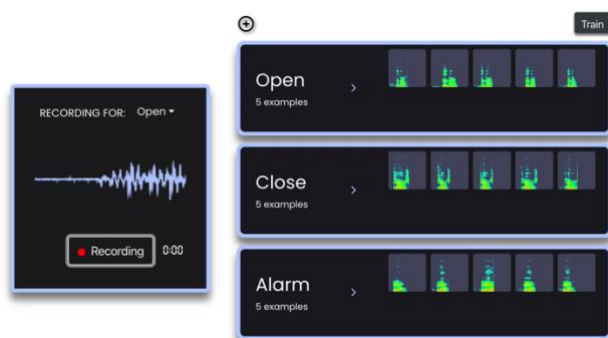 Train
RECORDING FOR: Open
Recording 0:00
Open
5 examples
Close
5 examples
Alarm
5 examples